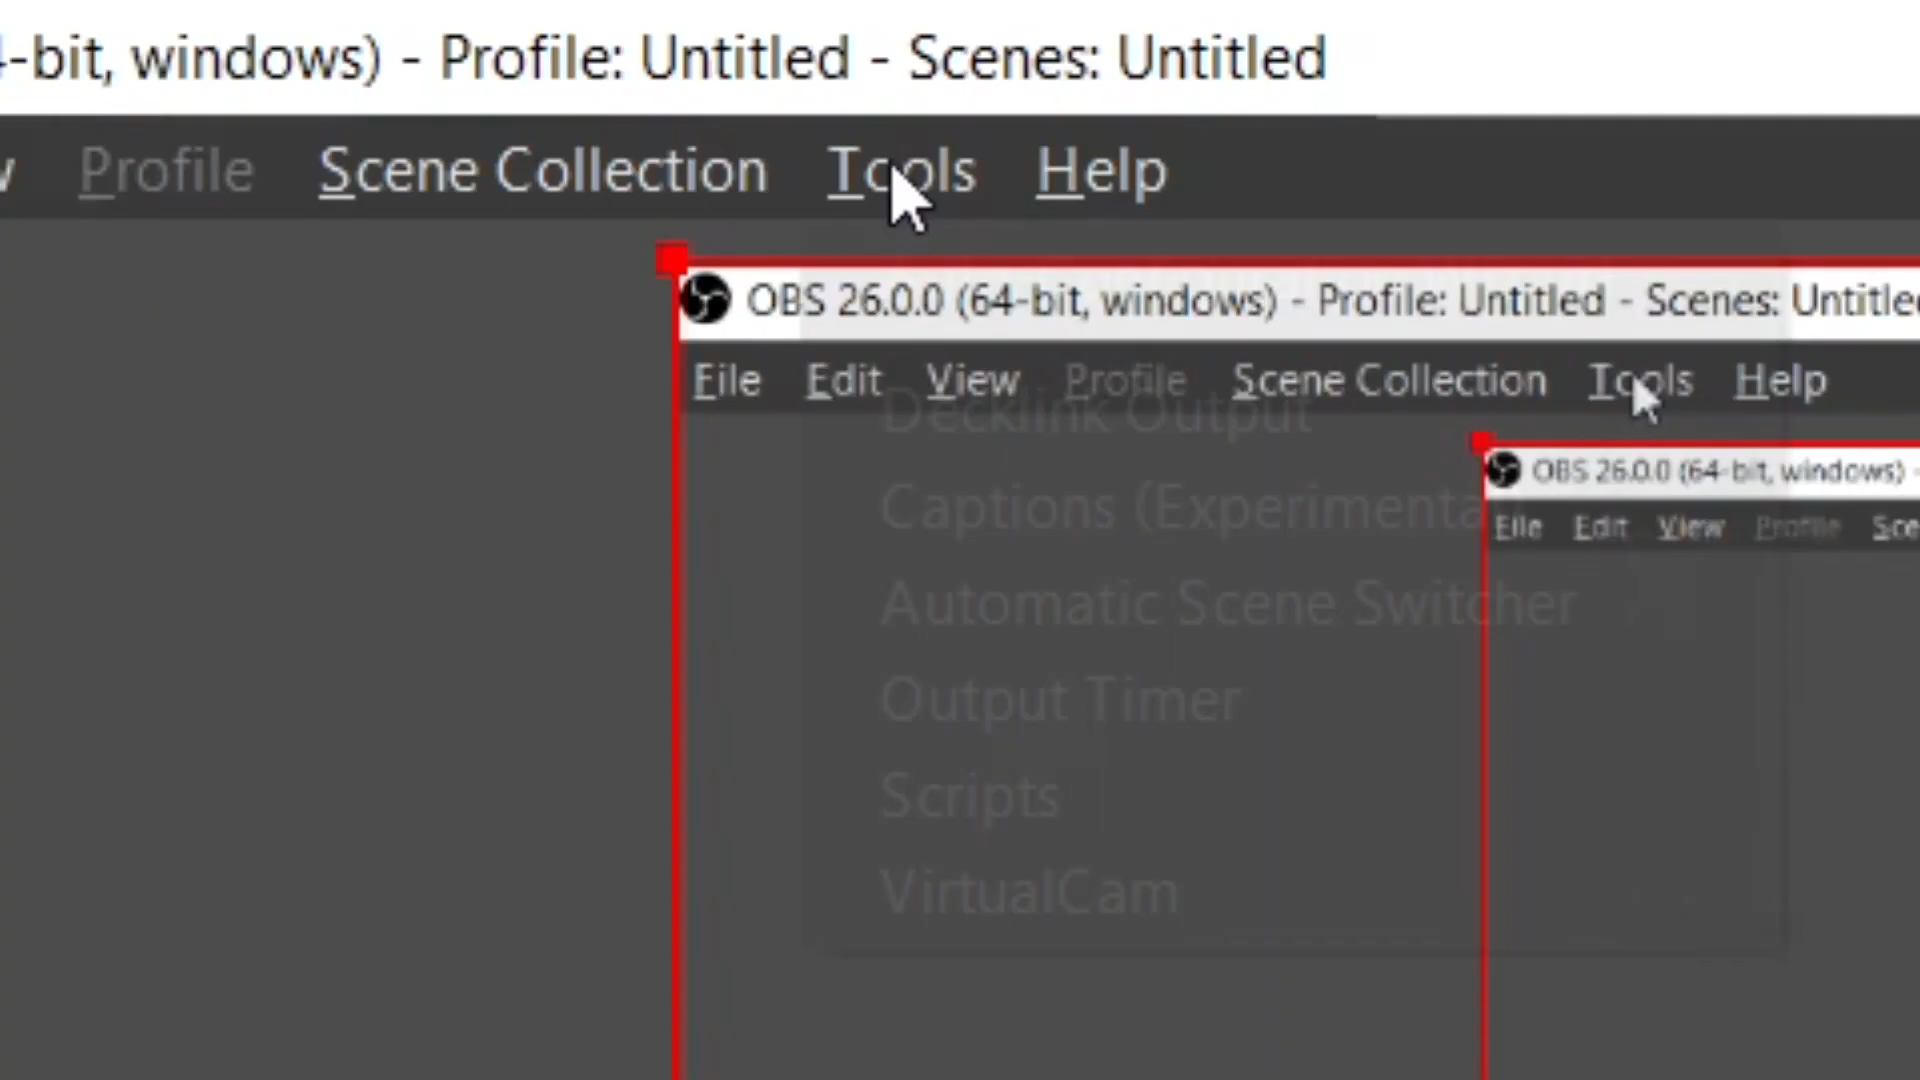 -bit, windows) - Profile: Untitled - Scenes: Untitled
Profile Scene Collection Tools Help
OBS 26.0.0 (64-bit, windows) - Profile: Untitled - Scenes: Untitle
File Edit View Profile Scene Collection Tools Help
Decklink Output
OBS 26.0.0 (64-bit, windows) -
Captions (Experimental)
File Edit View Profile Sce
Automatic Scene Switcher
Output Timer
Scripts
VirtualCam